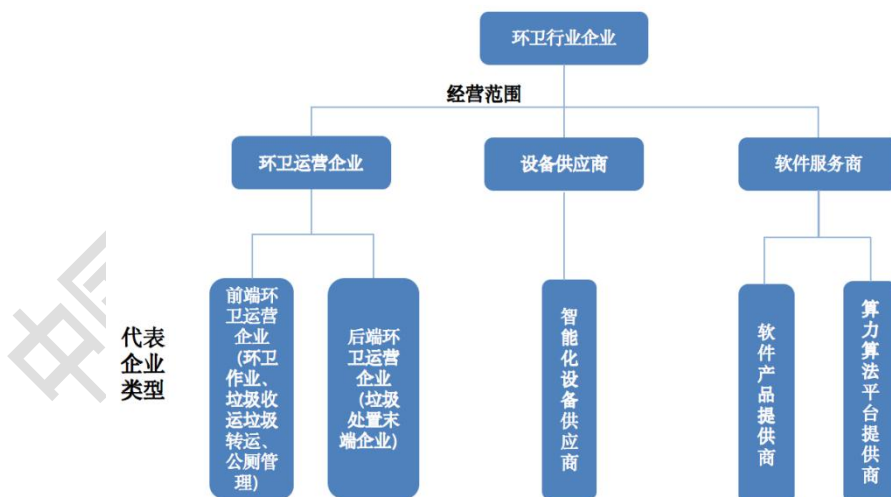 环卫行业企业
经营范围
环卫运营企业
设备供应商
软件服务商
代表
企业
类型
前端环
卫运营
企业
（环卫
作业、
垃圾收
运垃圾
转运、
公厕管
理）
后端环
卫运营
企业
（垃圾
处置末
端企业）
智能化设备供应商
软件产品提供商
算力算法平台提供商
中